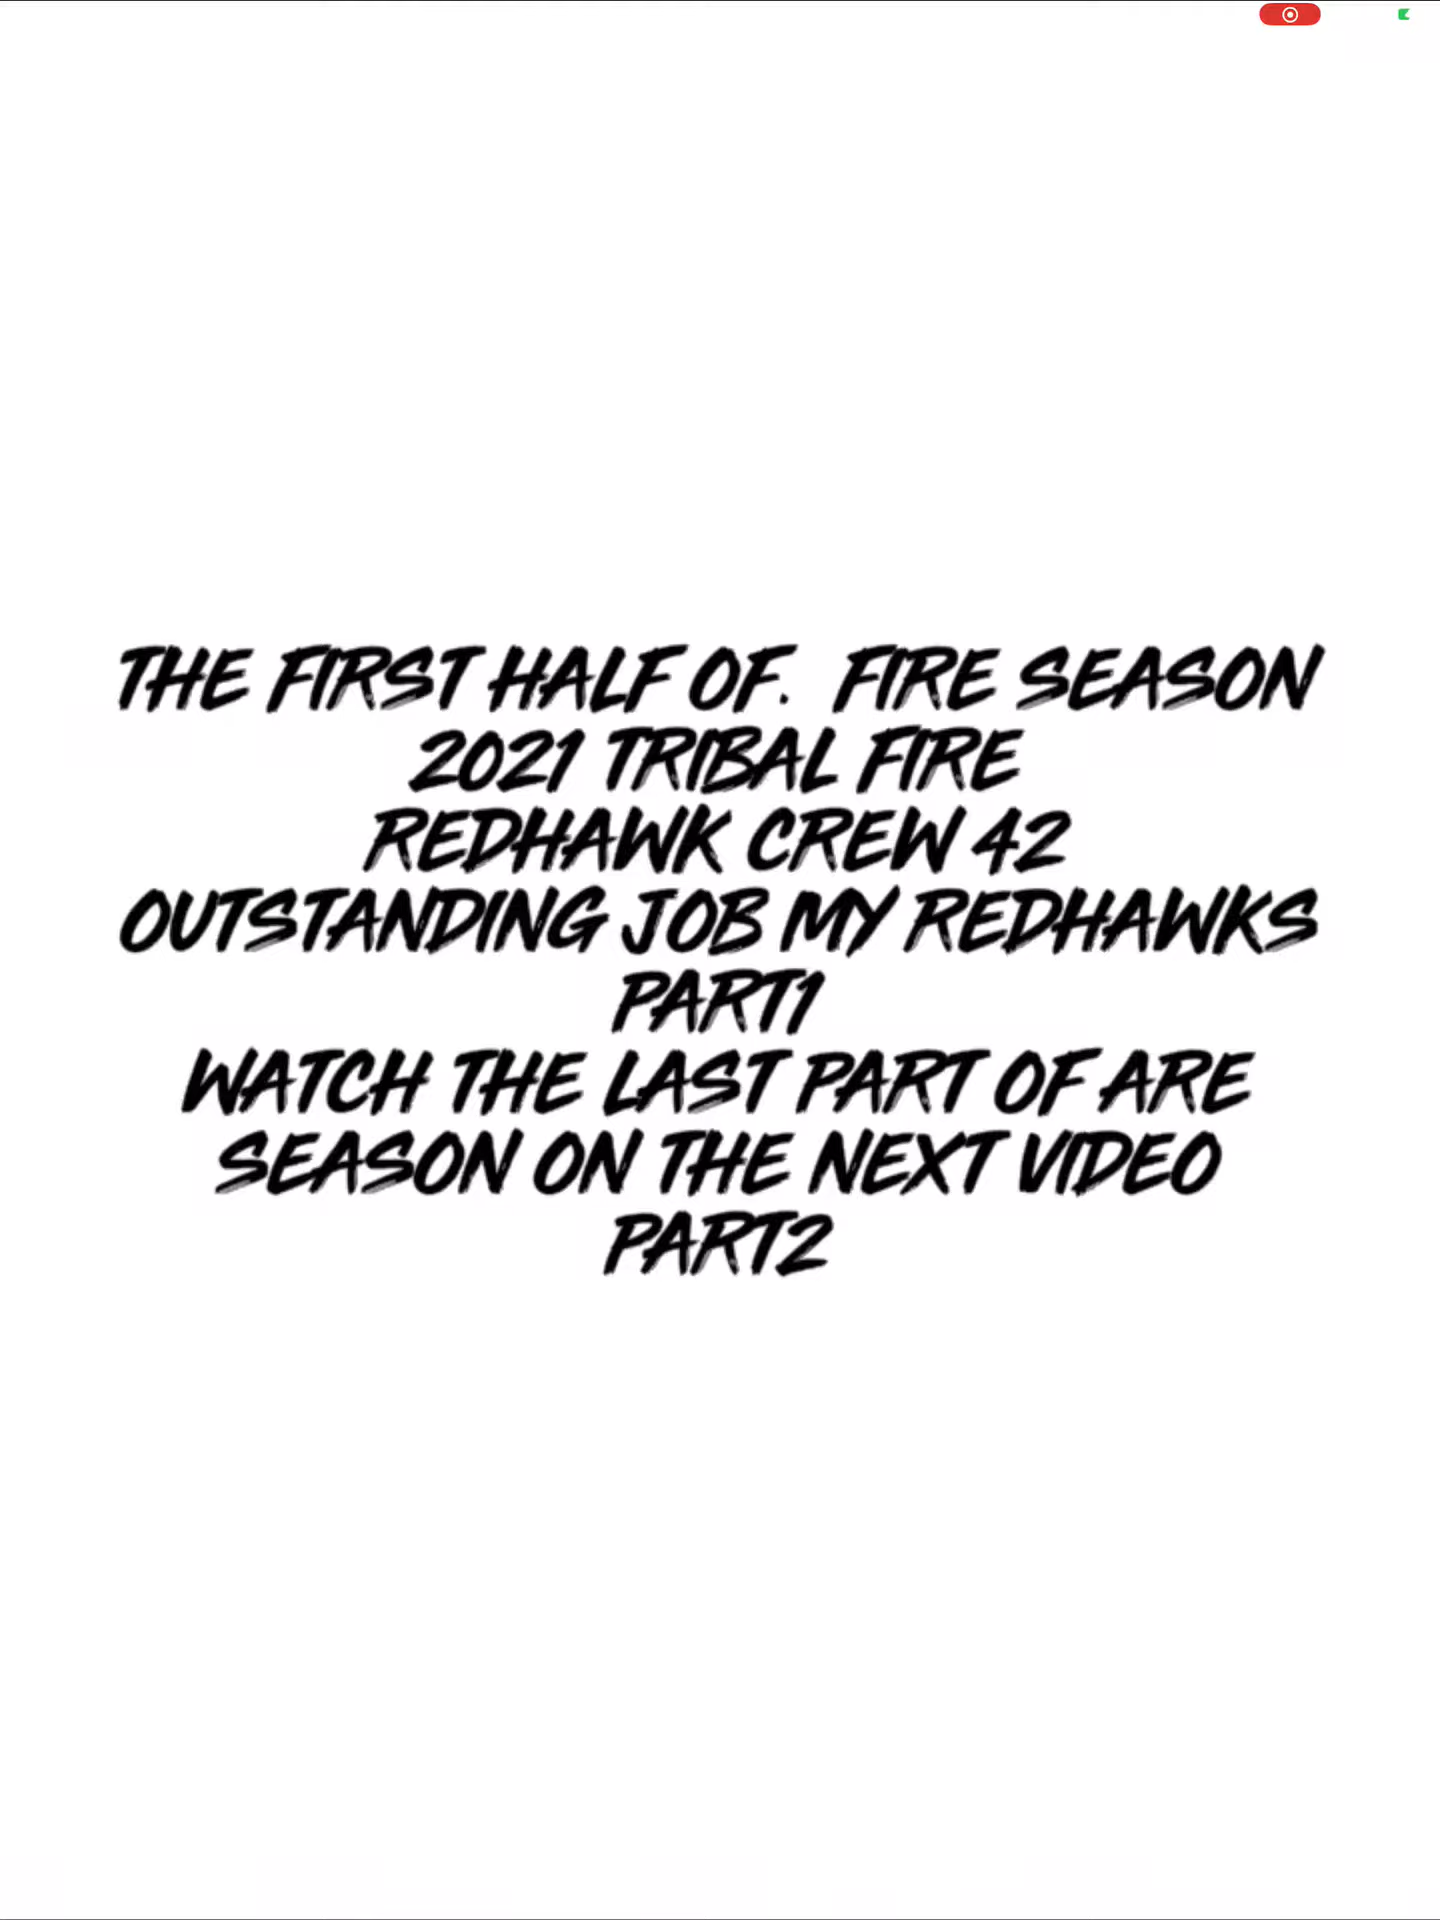 THE FIRST HALF OF.  FIRE SEASON
2021 TRIBAL FIRE
REDHAWK CREW 42
OUTSTANDING JOB MY REDHAWKS
PART1
WATCH THE LAST PART OF ARE
SEASON ON THE NEXT VIDEO
PART2